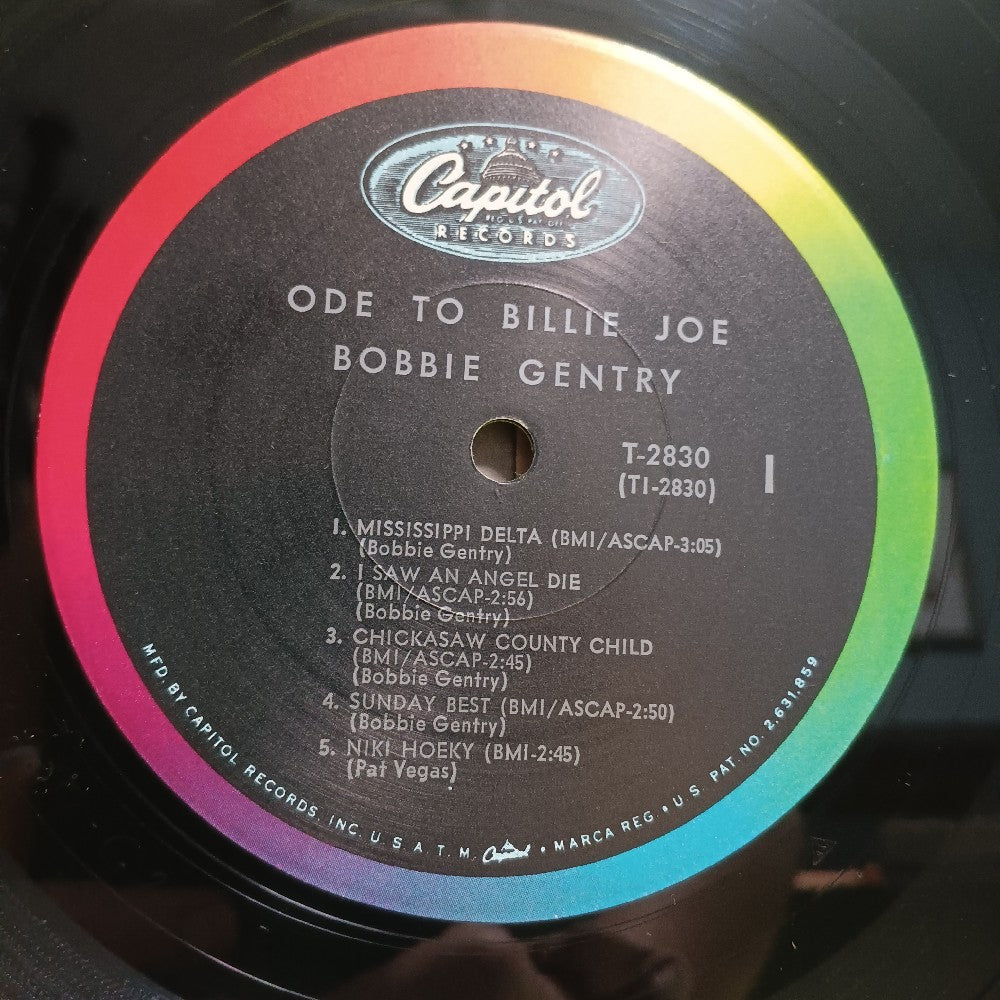 Capitol
REG. U.S. PAT. OFF.
RECORDS
ODE TO BILLIE JOE
BOBBIE GENTRY
T-2830
(T1-2830)
1
1. MISSISSIPPI DELTA (BMI/ASCAP-3:05)
(Bobbie Gentry)
2. I SAW AN ANGEL DIE
(BMI/ASCAP-2:56)
(Bobbie Gentry)
3. CHICKASAW COUNTY CHILD
(BMI/ASCAP-2:45)
(Bobbie Gentry)
4. SUNDAY BEST (BMI/ASCAP-2:50)
(Bobbie Gentry)
5. NIKI HOEKY (BMI-2:45)
(Pat Vegas)
MFD BY CAPITOL RECORDS, INC. U.S.A. T.M. Capitol • MARCA REG. • U.S. PAT. NO. 2,631,859